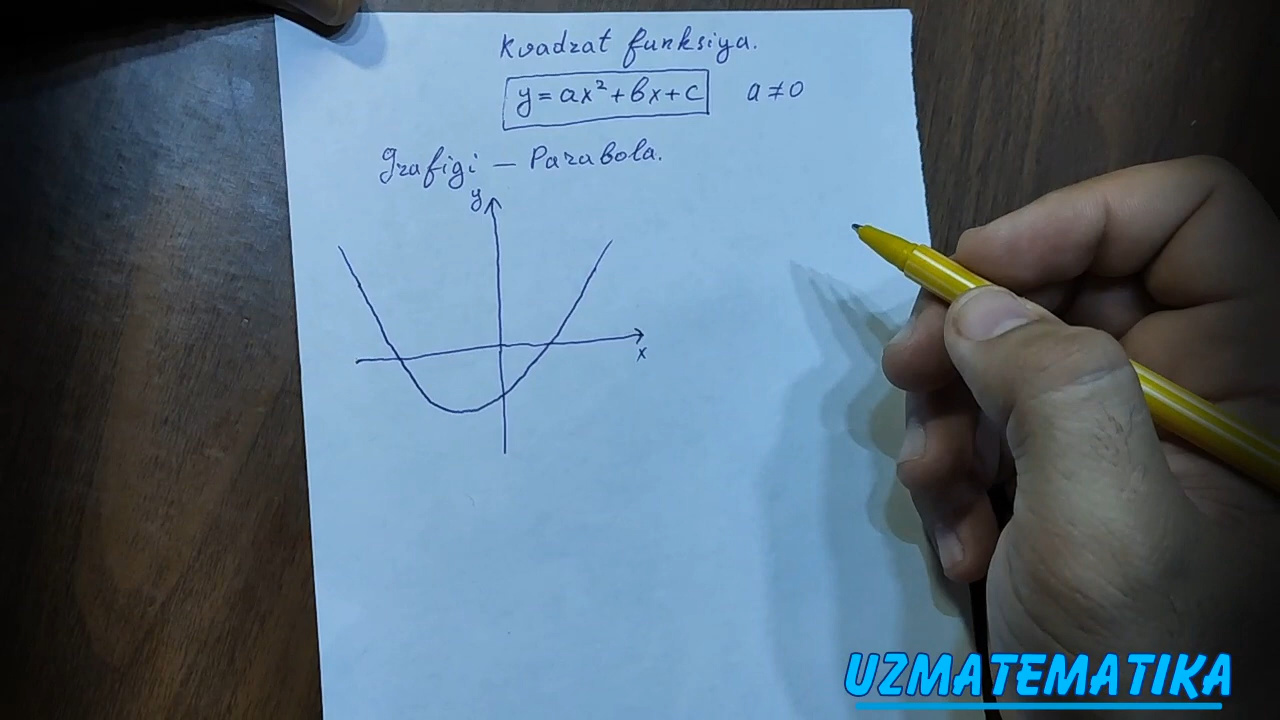 Kvadrat funksiya.
y = ax² + bx + c a ≠ 0
Grafigi — Parabola.
y
x
UZMATEMATIKA